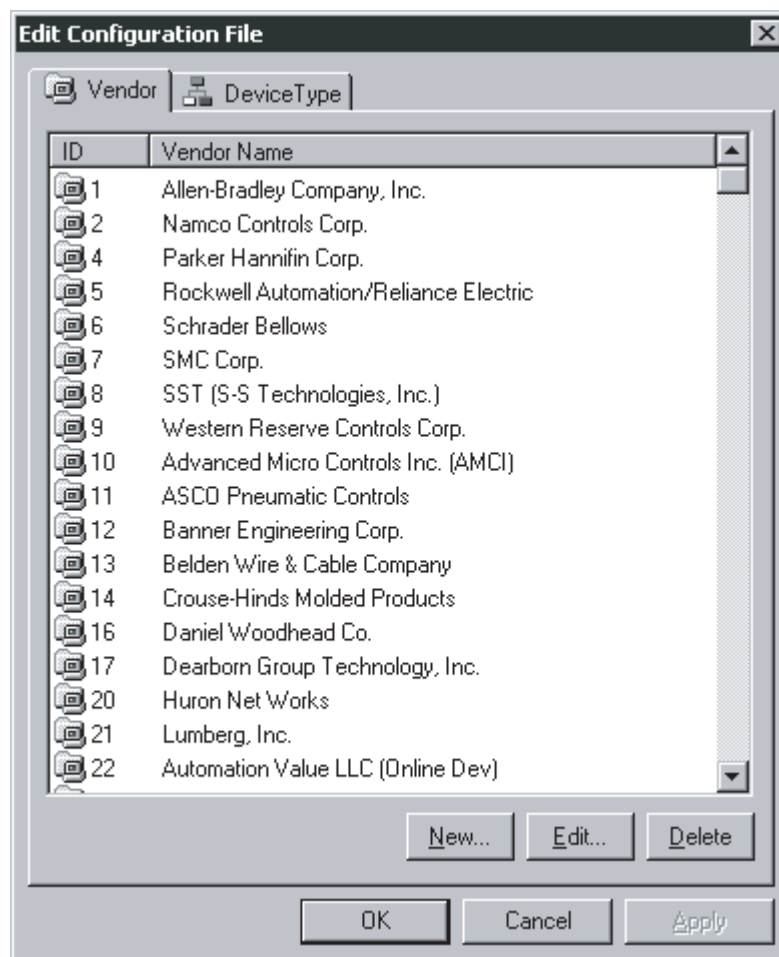 Edit Configuration File
Vendor DeviceType
ID Vendor Name
1 Allen-Bradley Company, Inc.
2 Namco Controls Corp.
4 Parker Hannifin Corp.
5 Rockwell Automation/Reliance Electric
6 Schrader Bellows
7 SMC Corp.
8 SST (S-S Technologies, Inc.)
9 Western Reserve Controls Corp.
10 Advanced Micro Controls Inc. (AMCI)
11 ASCO Pneumatic Controls
12 Banner Engineering Corp.
13 Belden Wire & Cable Company
14 Crouse-Hinds Molded Products
16 Daniel Woodhead Co.
17 Dearborn Group Technology, Inc.
20 Huron Net Works
21 Lumberg, Inc.
22 Automation Value LLC (Online Dev)
New... Edit... Delete
OK Cancel Apply